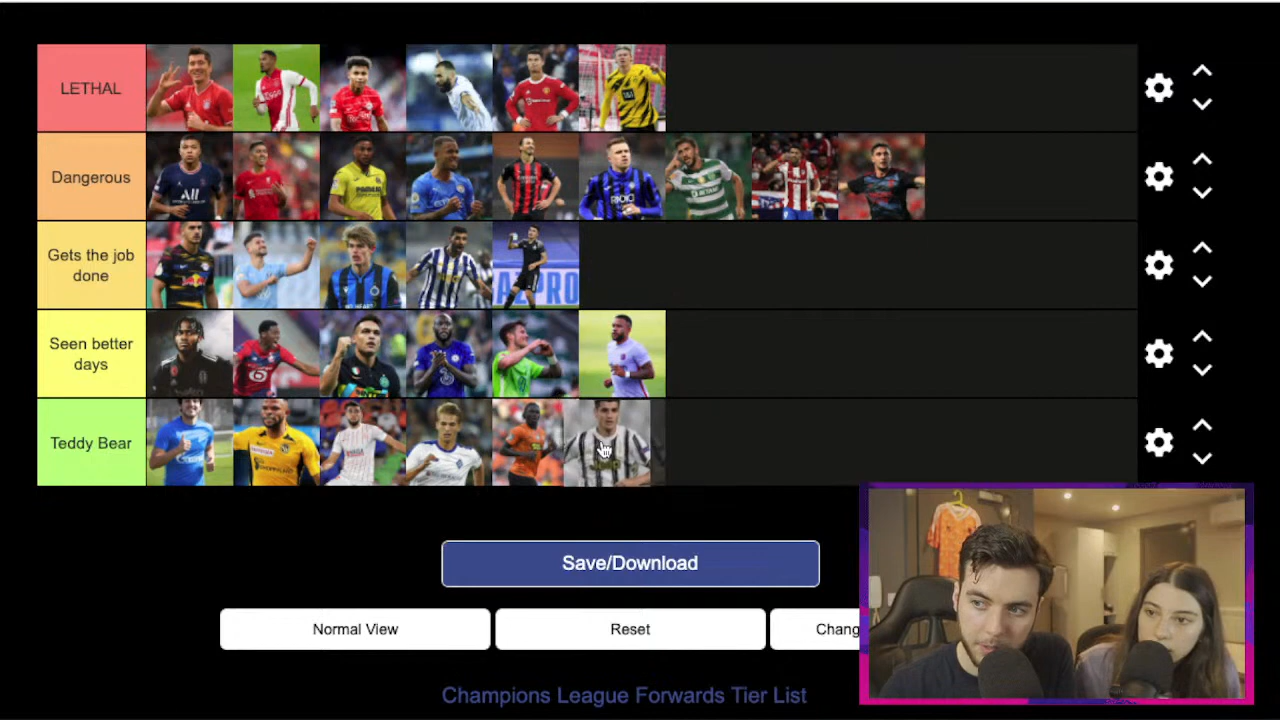 LETHAL
Dangerous
Gets the job
done
AZPRO
Seen better
days
Teddy Bear
Save/Download
Normal View
Reset
Chang
Champions League Forwards Tier List